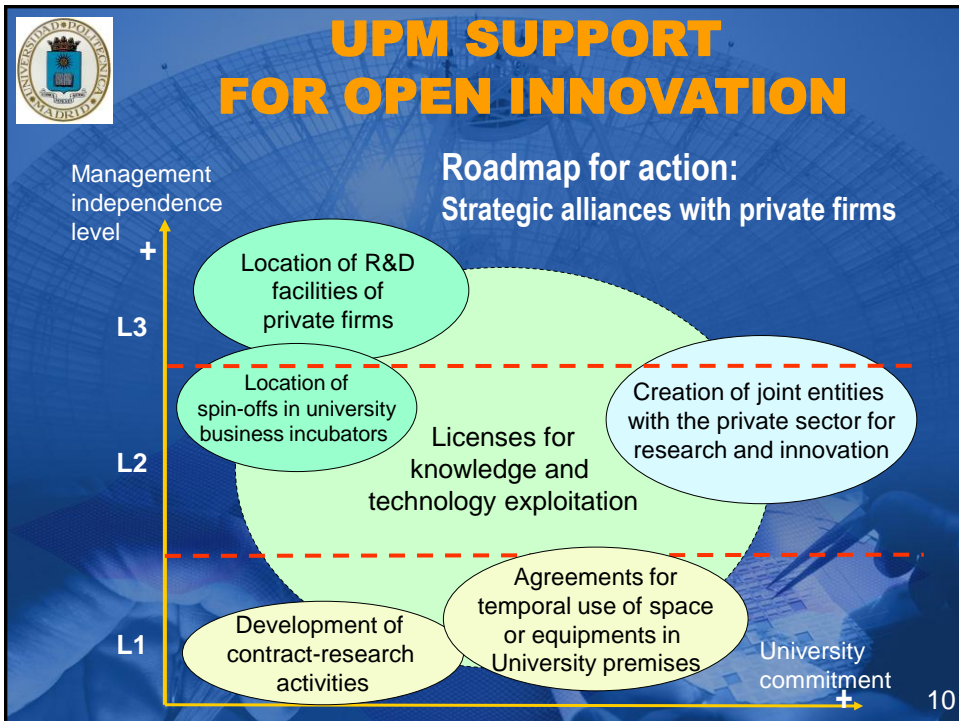 UNIVERSIDAD POLITECNICA
MADRID
UPM SUPPORT
FOR OPEN INNOVATION
Roadmap for action:
Strategic alliances with private firms
Management
independence
level
+
L3
L2
L1
Location of R&D
facilities of
private firms
Location of
spin-offs in university
business incubators
Licenses for
knowledge and
technology exploitation
Creation of joint entities
with the private sector for
research and innovation
Development of
contract-research
activities
Agreements for
temporal use of space
or equipments in
University premises
University
commitment
+
10